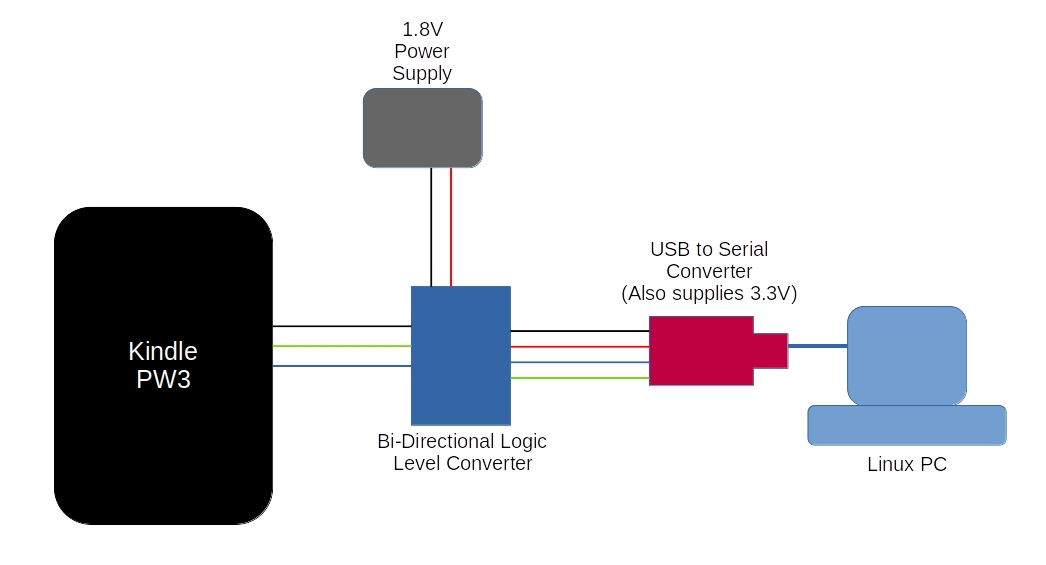 1.8V
Power
Supply
USB to Serial
Converter
(Also supplies 3.3V)
Kindle
PW3
Bi-Directional Logic
Level Converter
Linux PC